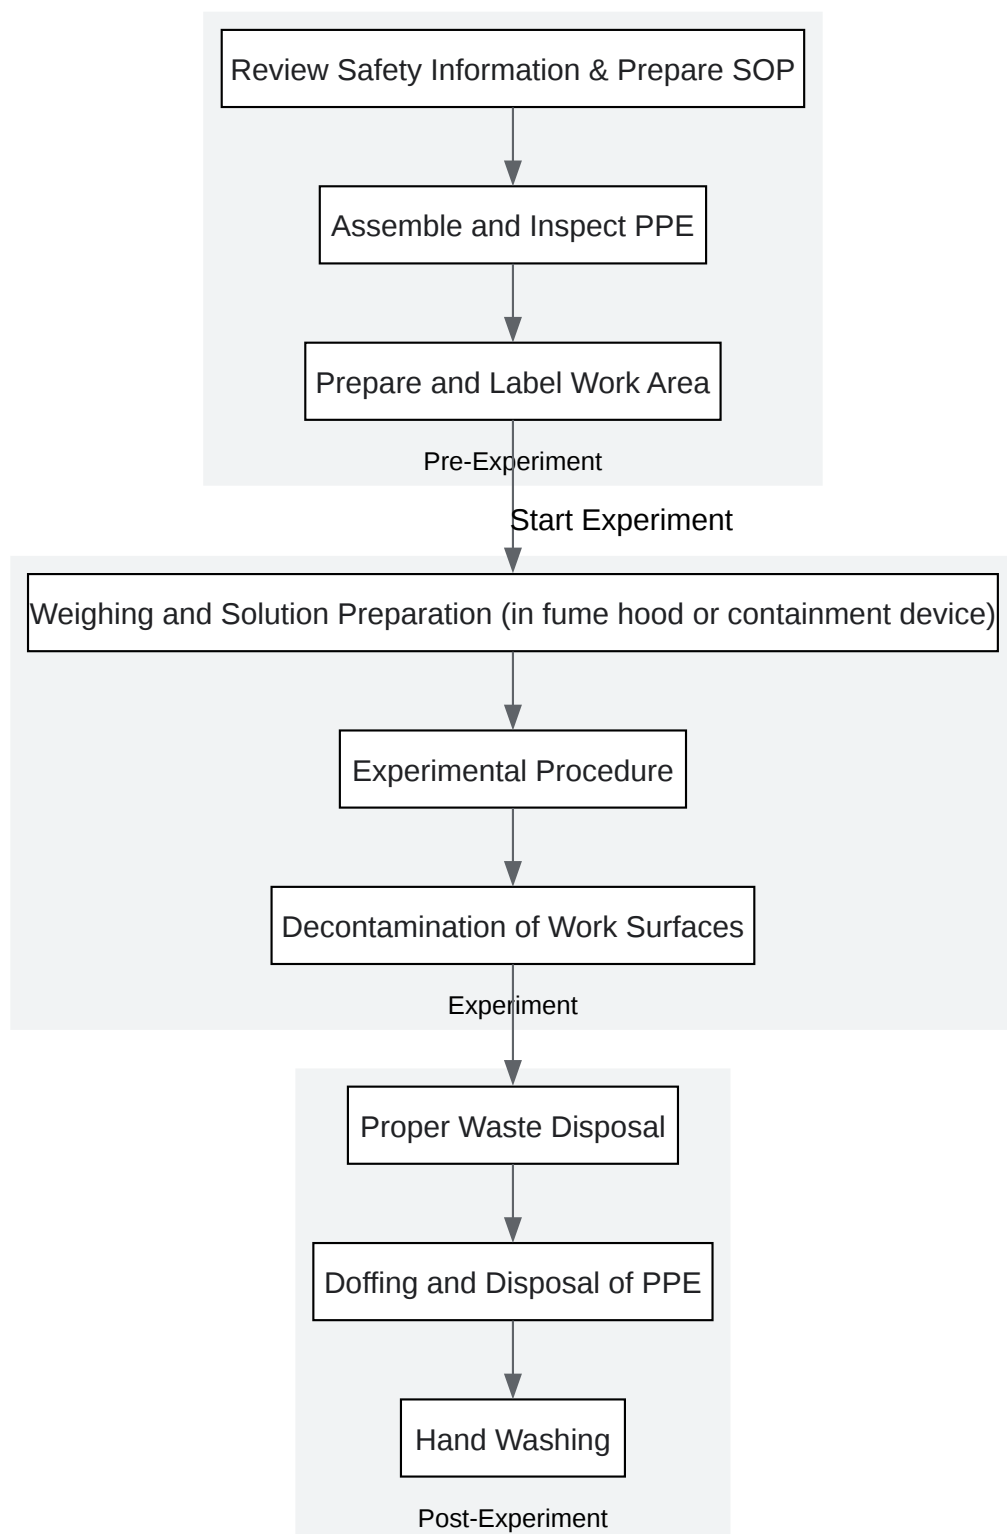 Review Safety Information & Prepare SOP
Assemble and Inspect PPE
Prepare and Label Work Area
Pre-Experiment
Start Experiment
Weighing and Solution Preparation (in fume hood or containment device)
Experimental Procedure
Decontamination of Work Surfaces
Experiment
Proper Waste Disposal
Doffing and Disposal of PPE
Hand Washing
Post-Experiment